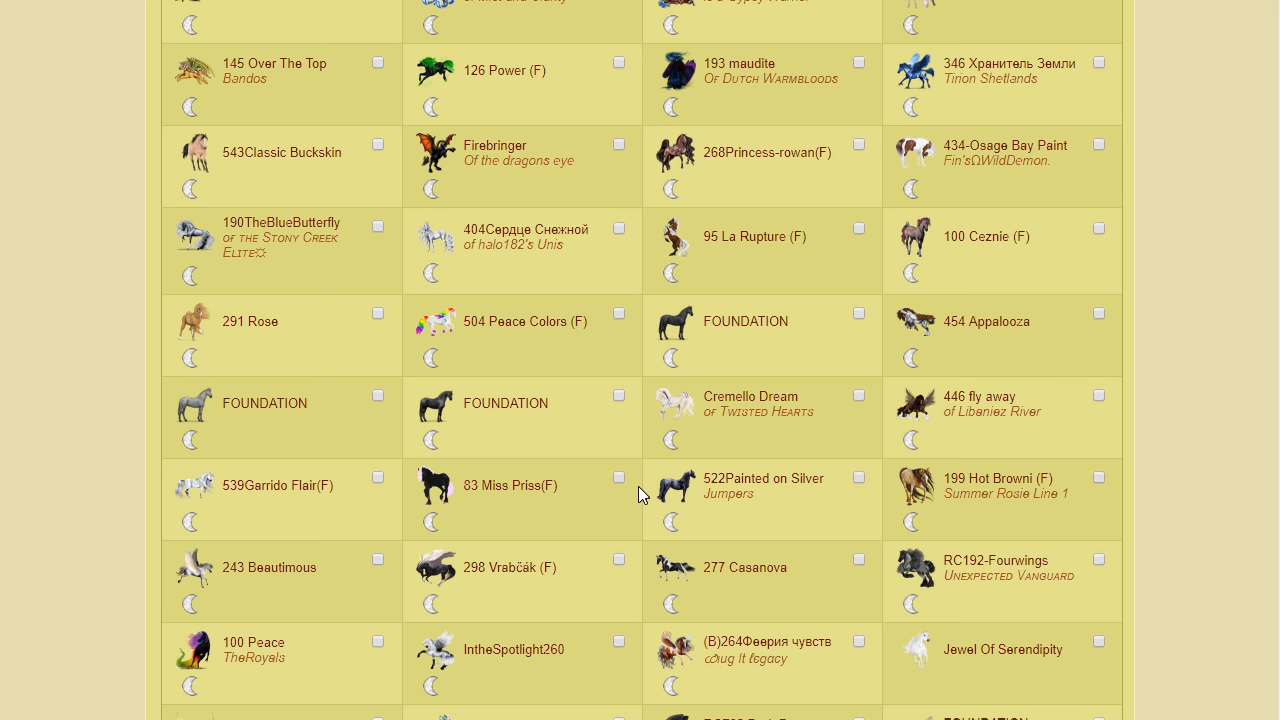 145 Over The Top
Bandos
126 Power (F)
193 maudite
Of Dutch Warmbloods
346 Хранитель Земли
Tirion Shetlands
543Classic Buckskin
Firebringer
Of the dragons eye
268Princess-rowan(F)
434-Osage Bay Paint
Fin'sΩWildDemon.
190TheBlueButterfly
of the Stony Creek
Elite☼
404Сердце Снежной
of halo182's Unis
95 La Rupture (F)
100 Ceznie (F)
291 Rose
504 Peace Colors (F)
FOUNDATION
454 Appalooza
FOUNDATION
FOUNDATION
Cremello Dream
of Twisted Hearts
446 fly away
of Libaniez River
539Garrido Flair(F)
83 Miss Priss(F)
522Painted on Silver
Jumpers
199 Hot Browni (F)
Summer Rosie Line 1
243 Beautimous
298 Vrabčák (F)
277 Casanova
RC192-Fourwings
Unexpected Vanguard
100 Peace
TheRoyals
IntheSpotlight260
(B)264Феерия чувств
Jewel Of Serendipity